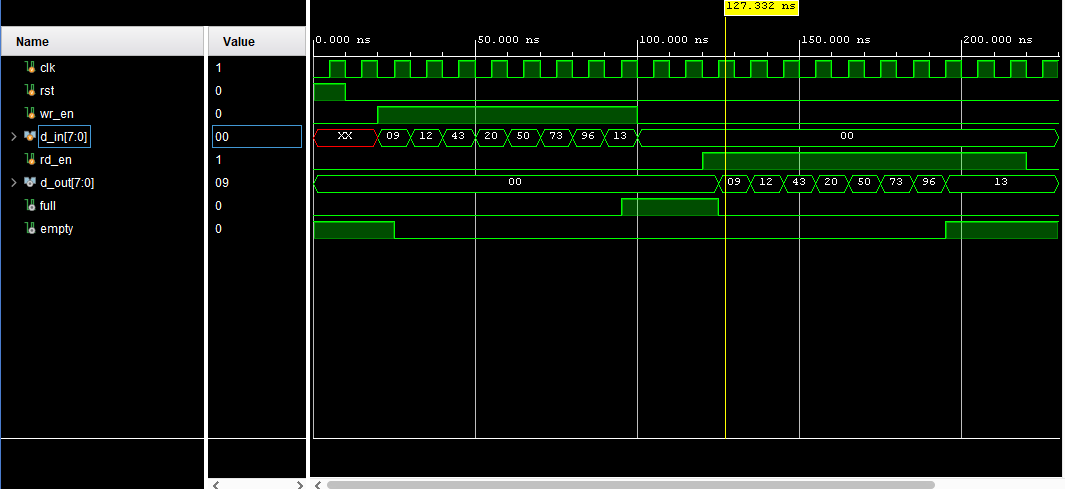 127.332 ns
Name Value
0.000 ns 50.000 ns 100.000 ns 150.000 ns 200.000 ns
clk 1
rst 0
wr_en 0
d_in[7:0] 00 XX 09 12 43 20 50 73 96 13 00
rd_en 1
d_out[7:0] 09 00 09 12 43 20 50 73 96 13
full 0
empty 0